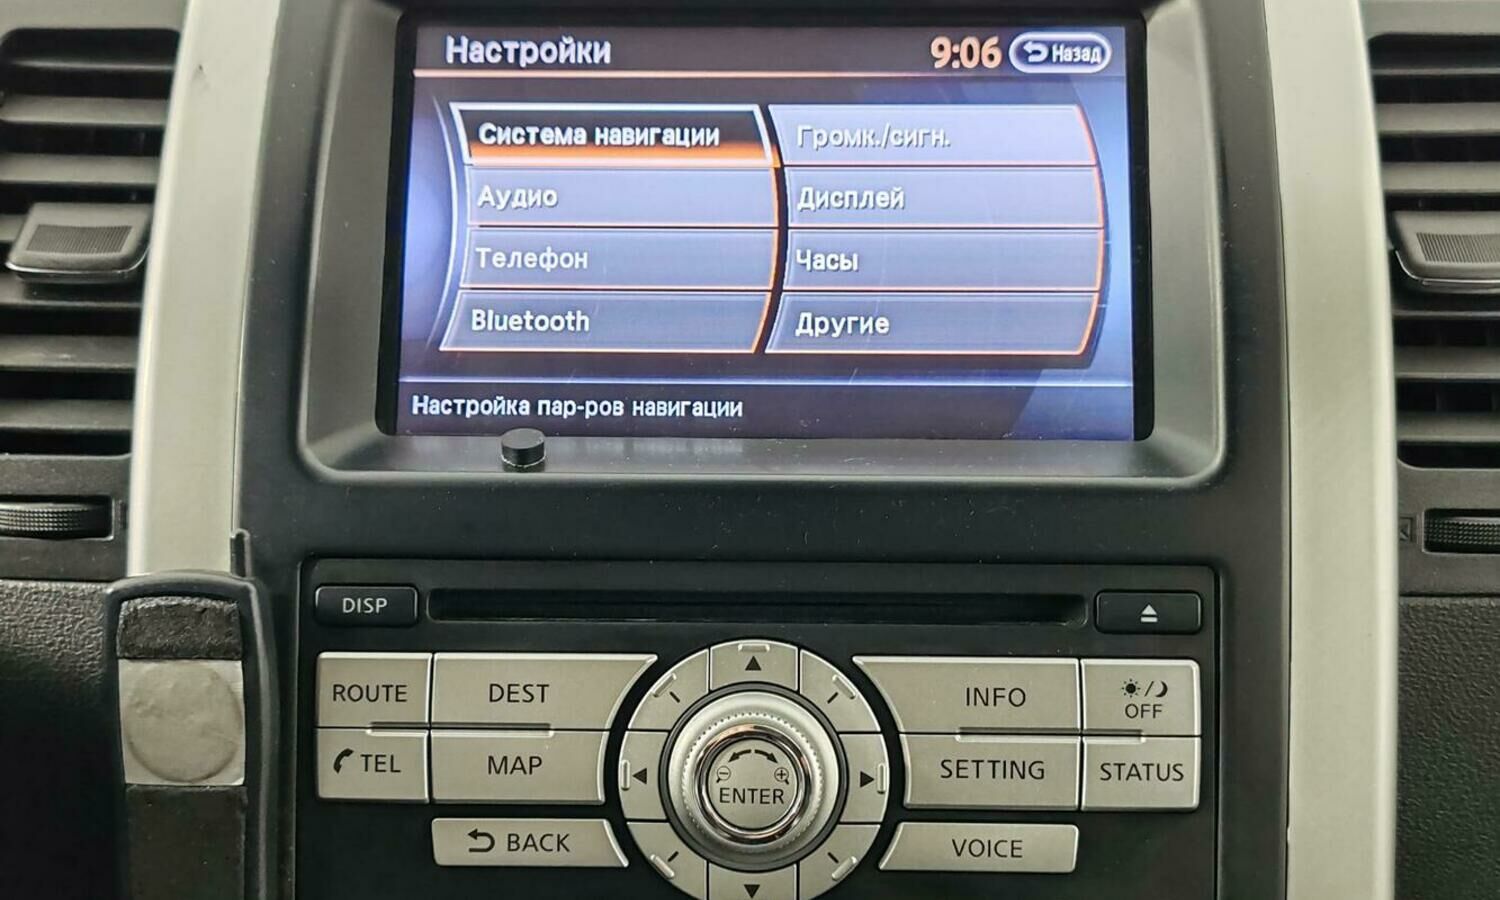 Настройки 9:06 Назад
Система навигации Громк./сигн.
Аудио Дисплей
Телефон Часы
Bluetooth Другие
Настройка пар-ров навигации
DISP
ROUTE DEST INFO OFF
TEL MAP ENTER SETTING STATUS
BACK VOICE